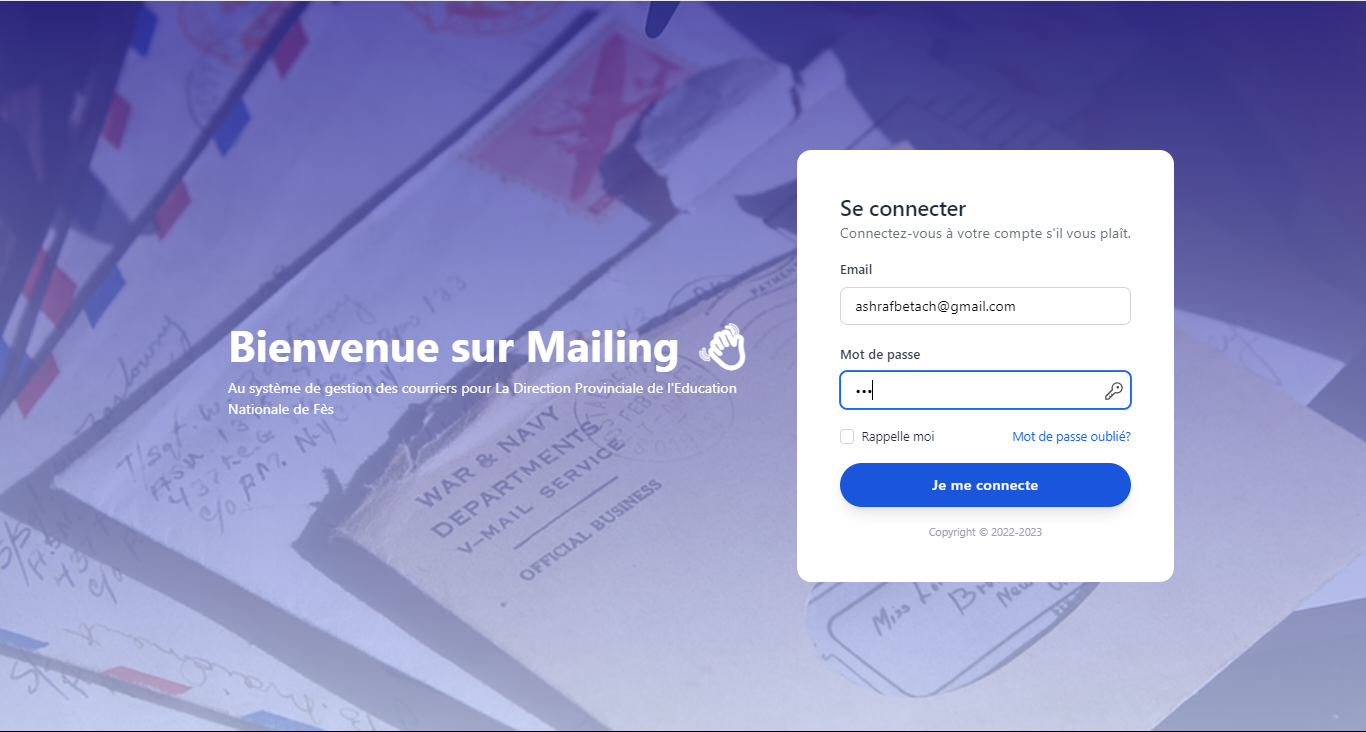 Bienvenue sur Mailing
Au système de gestion des courriers pour La Direction Provinciale de l'Education
Nationale de Fès
Se connecter
Connectez-vous à votre compte s'il vous plaît.
Email
ashrafbetach@gmail.com
Mot de passe
•••
Rappelle moi
Mot de passe oublié?
Je me connecte
Copyright © 2022-2023
WAR & NAVY
DEPARTMENTS
V-MAIL SERVICE
OFFICIAL BUSINESS
Miss